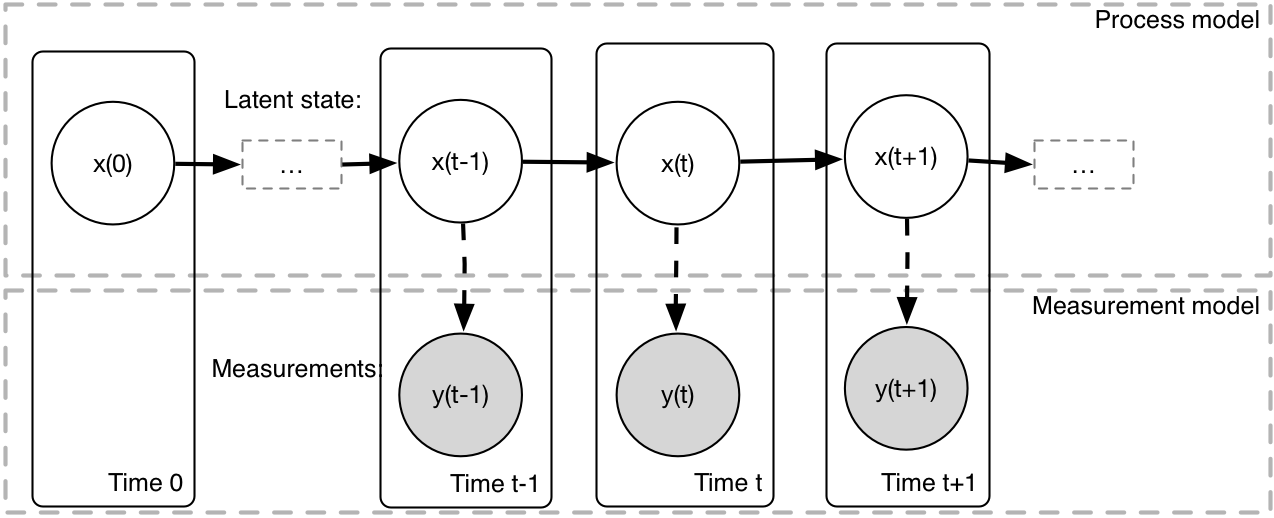 Process model
Latent state:
x(0)
...
x(t-1)
x(t)
x(t+1)
...
Measurement model
Measurements:
y(t-1)
y(t)
y(t+1)
Time 0
Time t-1
Time t
Time t+1